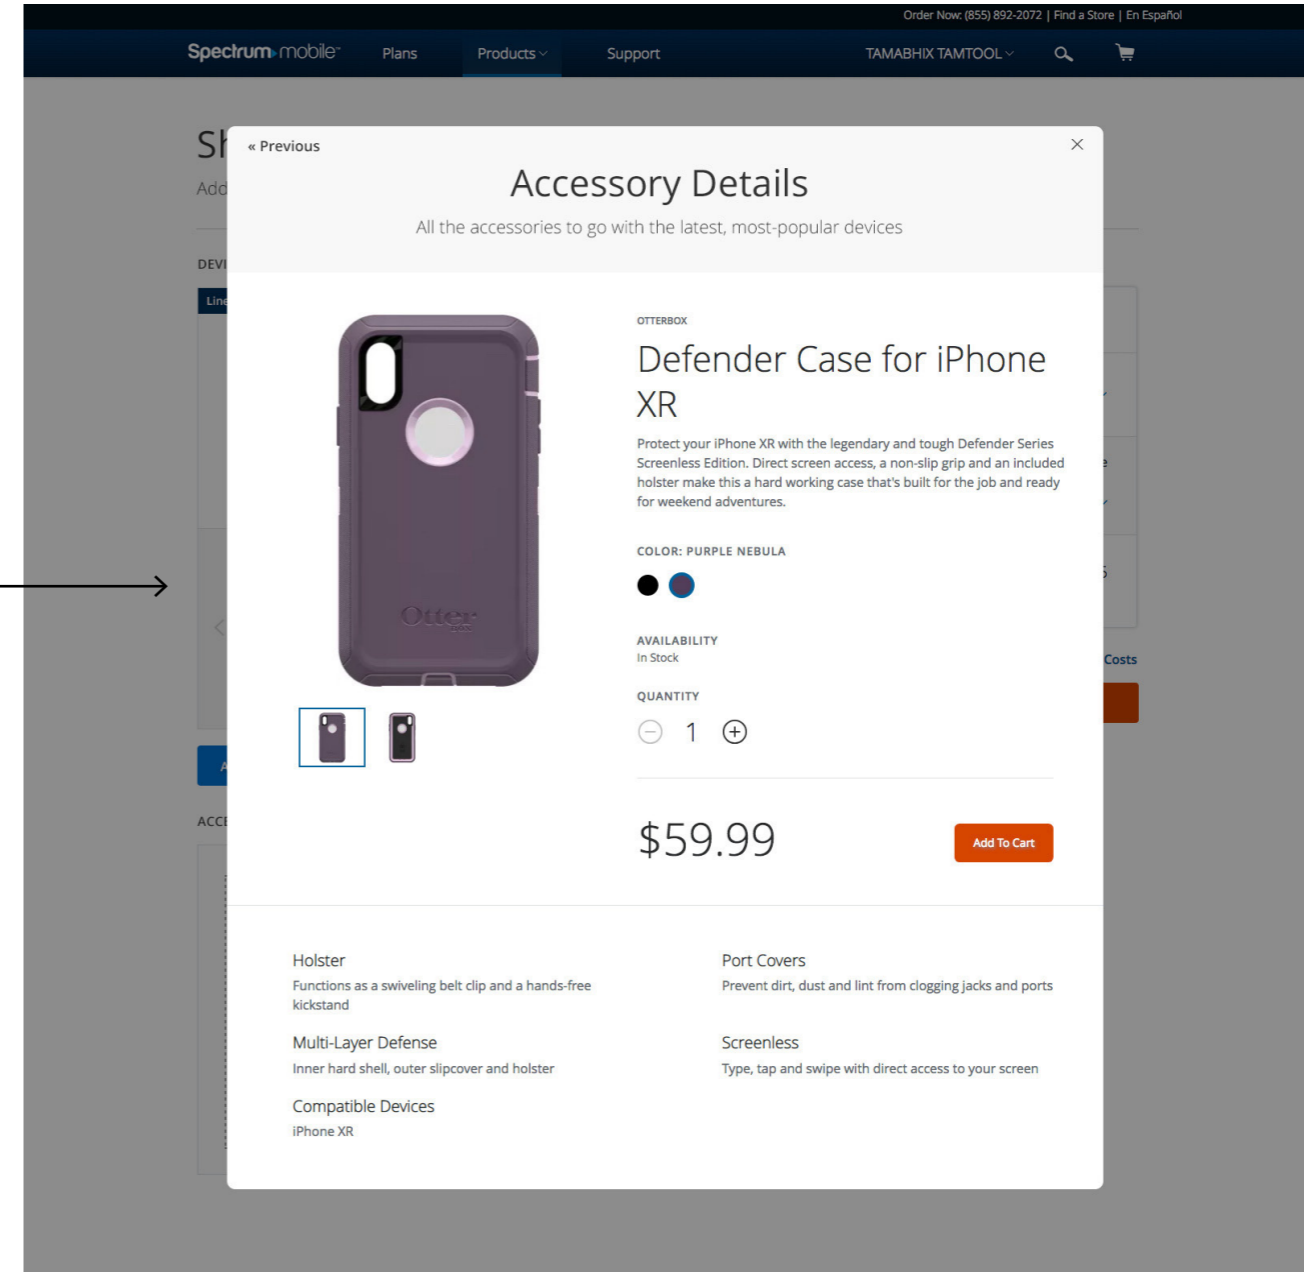 Order Now: (855) 892-2072 | Find a Store | En Español
Spectrum mobile Plans Products Support TAMABHIX TAMTOOL
Sh
Add
« Previous
Accessory Details
All the accessories to go with the latest, most-popular devices
DEVI
Line
OTTERBOX
Defender Case for iPhone
XR
Protect your iPhone XR with the legendary and tough Defender Series
Screenless Edition. Direct screen access, a non-slip grip and an included
holster make this a hard working case that's built for the job and ready
for weekend adventures.
COLOR: PURPLE NEBULA
Otter
AVAILABILITY
In Stock
Costs
QUANTITY
1
A
ACCE
$59.99
Add To Cart
Holster
Functions as a swiveling belt clip and a hands-free
kickstand
Port Covers
Prevent dirt, dust and lint from clogging jacks and ports
Multi-Layer Defense
Inner hard shell, outer slipcover and holster
Screenless
Type, tap and swipe with direct access to your screen
Compatible Devices
iPhone XR